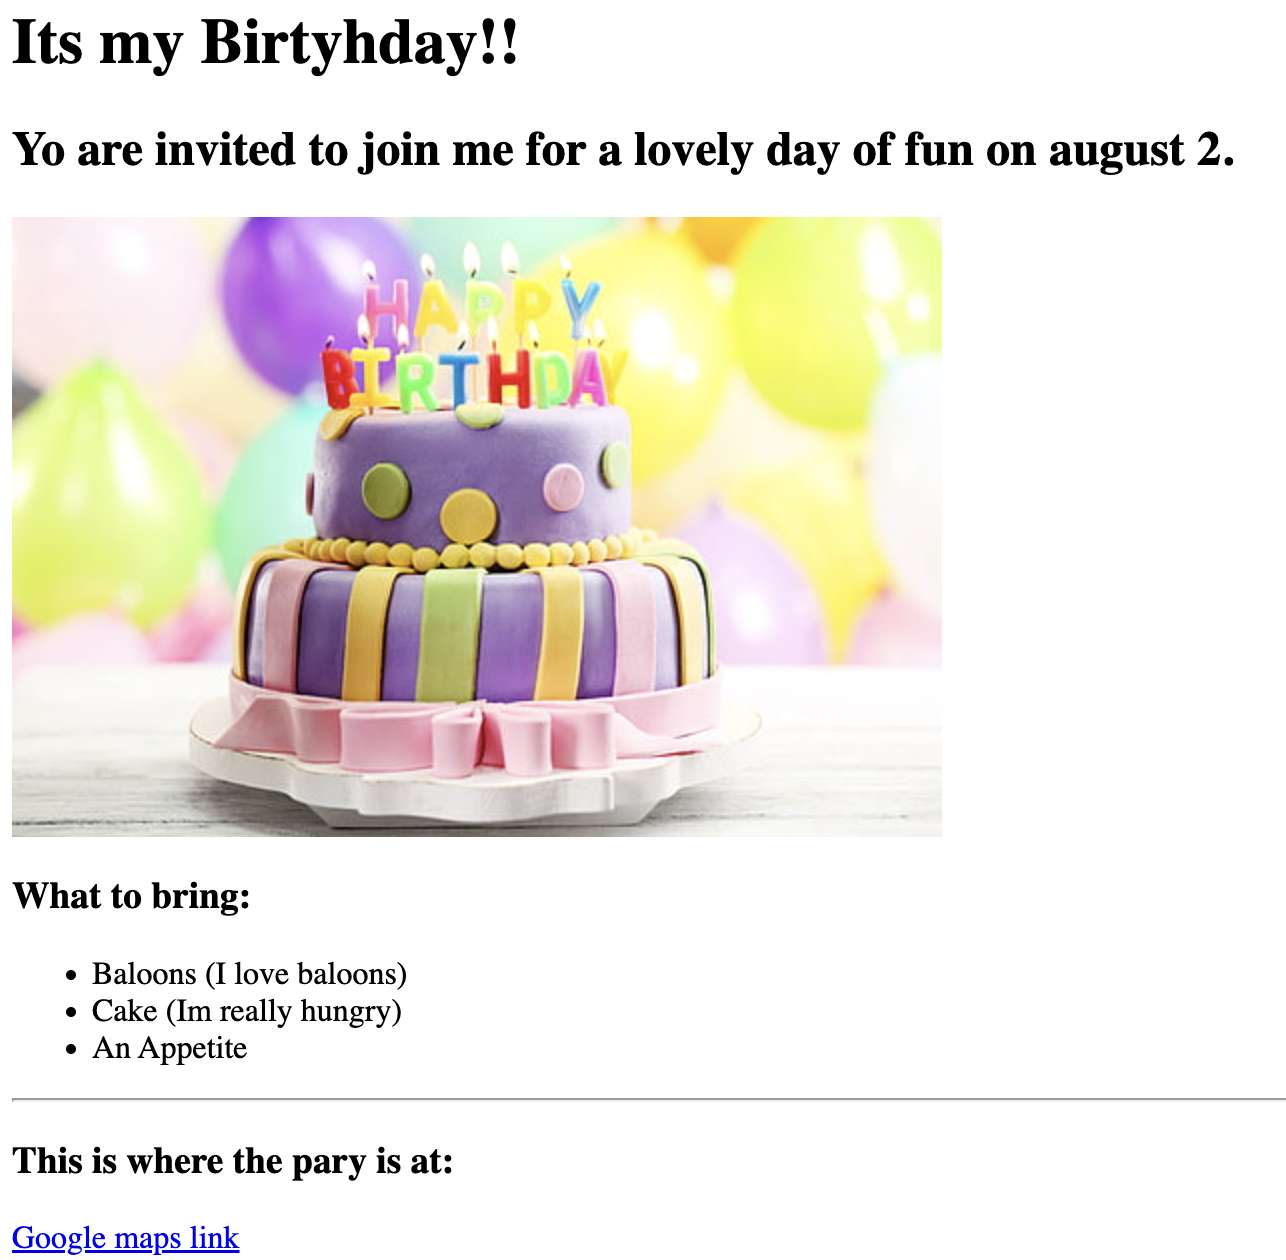 Its my Birtyhday!!
Yo are invited to join me for a lovely day of fun on august 2.
HAPPY
BIRTHDAY
What to bring:
Baloons (I love baloons)
Cake (Im really hungry)
An Appetite
This is where the pary is at:
Google maps link